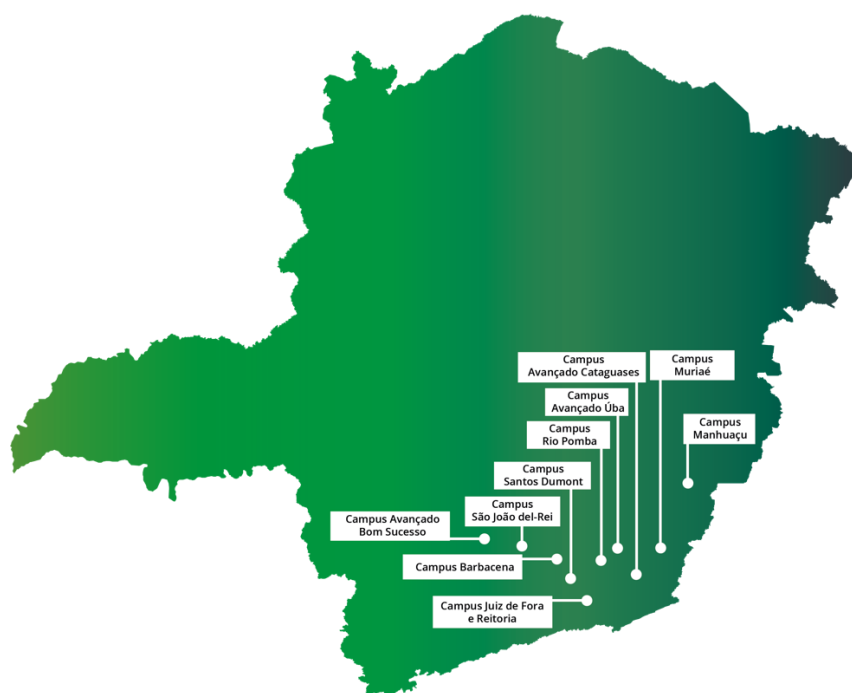 Campus
Avançado Cataguases
Campus
Muriaé
Campus
Avançado Úba
Campus
Manhuaçu
Campus
Rio Pomba
Campus
Santos Dumont
Campus
São João del-Rei
Campus Avançado
Bom Sucesso
Campus Barbacena
Campus Juiz de Fora
e Reitoria